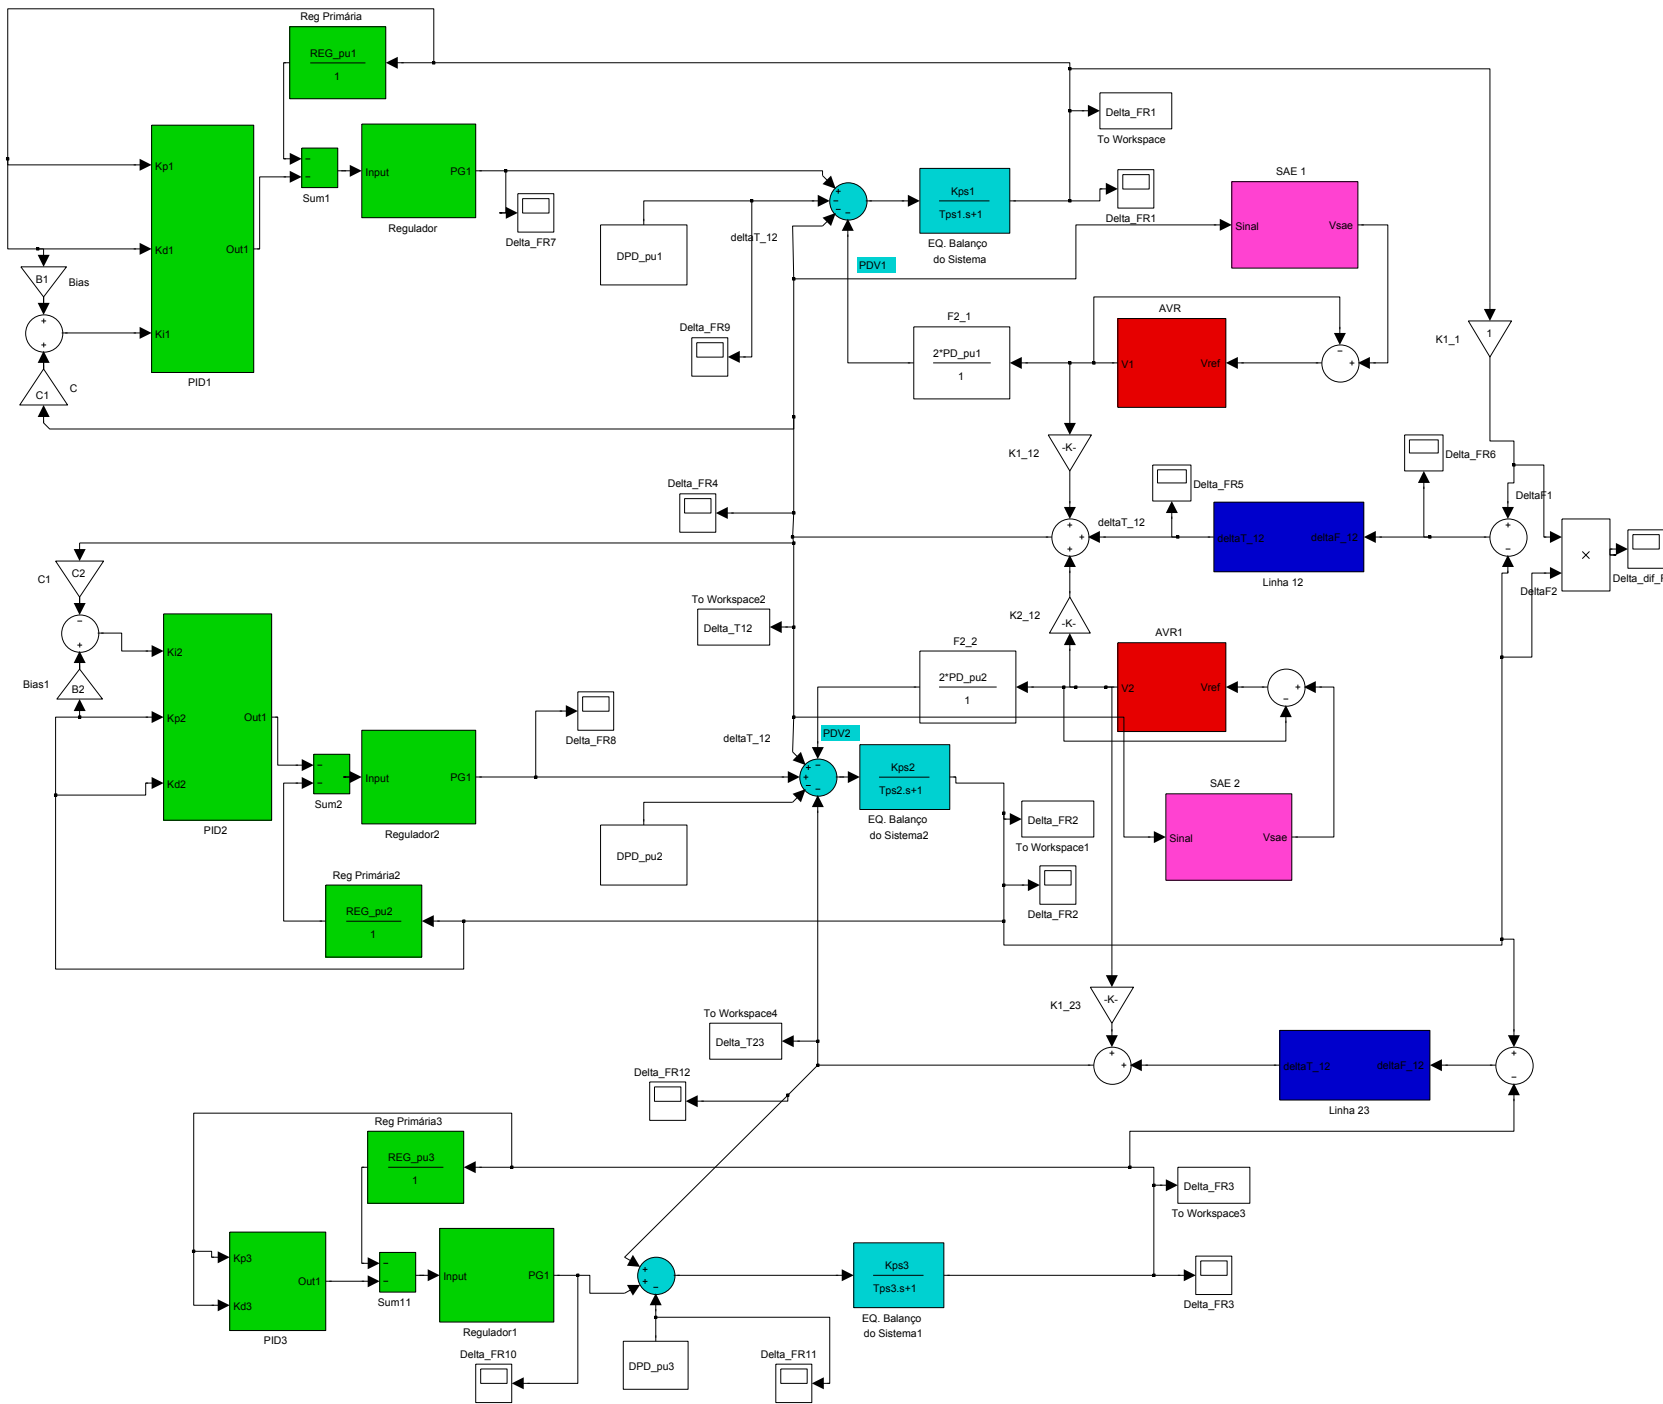 Reg Primária
REG_pu1
1
Delta_FR1
To Workspace
Kp1
Kd1
Ki1
Out1
PID1
B1
Bias
+
+
C1
C
−
−
Sum1
Input
PG1
Regulador
Delta_FR7
DPD_pu1
deltaT_12
Delta_FR9
+
−
−
−
Kps1
Tps1.s+1
EQ. Balanço
do Sistema
Delta_FR1
PDV1
SAE 1
Sinal
Vsae
F2_1
2*PD_pu1
1
AVR
V1
Vref
−
+
K1_1
1
K1_12
-K-
Delta_FR4
Delta_FR5
Delta_FR6
deltaT_12
+
+
+
deltaT_12
deltaF_12
Linha 12
DeltaF1
+
−
×
DeltaF2
Delta_dif_F
C1
C2
−
+
Bias1
B2
Ki2
Kp2
Kd2
Out1
PID2
To Workspace2
Delta_T12
K2_12
-K-
F2_2
2*PD_pu2
1
AVR1
V2
Vref
+
−
Delta_FR8
deltaT_12
PDV2
−
−
Sum2
Input
PG1
Regulador2
+
−
+
−
−
Kps2
Tps2.s+1
EQ. Balanço
do Sistema2
DPD_pu2
Delta_FR2
To Workspace1
Delta_FR2
SAE 2
Sinal
Vsae
Reg Primária2
REG_pu2
1
K1_23
-K-
To Workspace4
Delta_T23
Delta_FR12
+
+
deltaT_12
deltaF_12
Linha 23
+
−
Reg Primária3
REG_pu3
1
Delta_FR3
To Workspace3
Kp3
Kd3
Out1
PID3
−
−
Sum11
Input
PG1
Regulador1
+
+
−
Kps3
Tps3.s+1
EQ. Balanço
do Sistema1
Delta_FR3
Delta_FR10
DPD_pu3
Delta_FR11